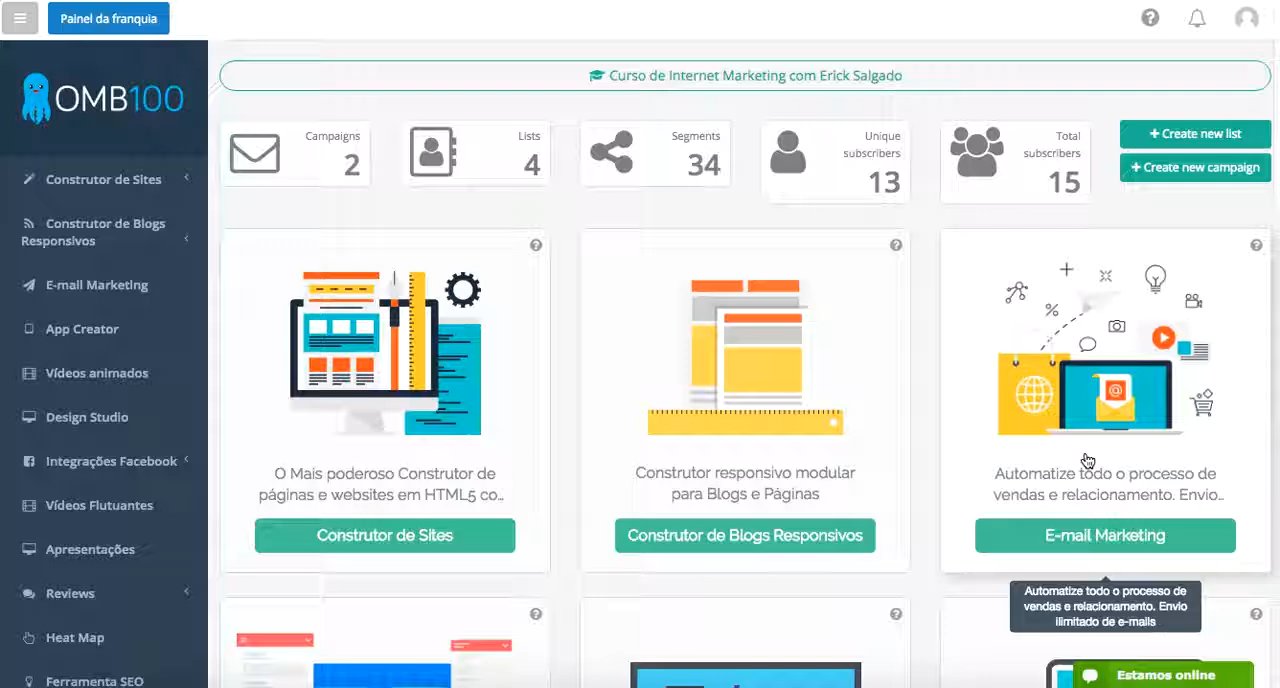 Painel da franquia
OMB100
Construtor de Sites
Construtor de Blogs
Responsivos
E-mail Marketing
App Creator
Vídeos animados
Design Studio
Integrações Facebook
Vídeos Flutuantes
Apresentações
Reviews
Heat Map
Ferramenta SEO
Curso de Internet Marketing com Erick Salgado
Campaigns
2
Lists
4
Segments
34
Unique
subscribers
13
Total
subscribers
15
+ Create new list
+ Create new campaign
O Mais poderoso Construtor de
páginas e websites em HTML5 co...
Construtor de Sites
Construtor responsivo modular
para Blogs e Páginas
Construtor de Blogs Responsivos
Automatize todo o processo de
vendas e relacionamento. Envio...
E-mail Marketing
Automatize todo o processo de
vendas e relacionamento. Envio
ilimitado de e-mails
Estamos online